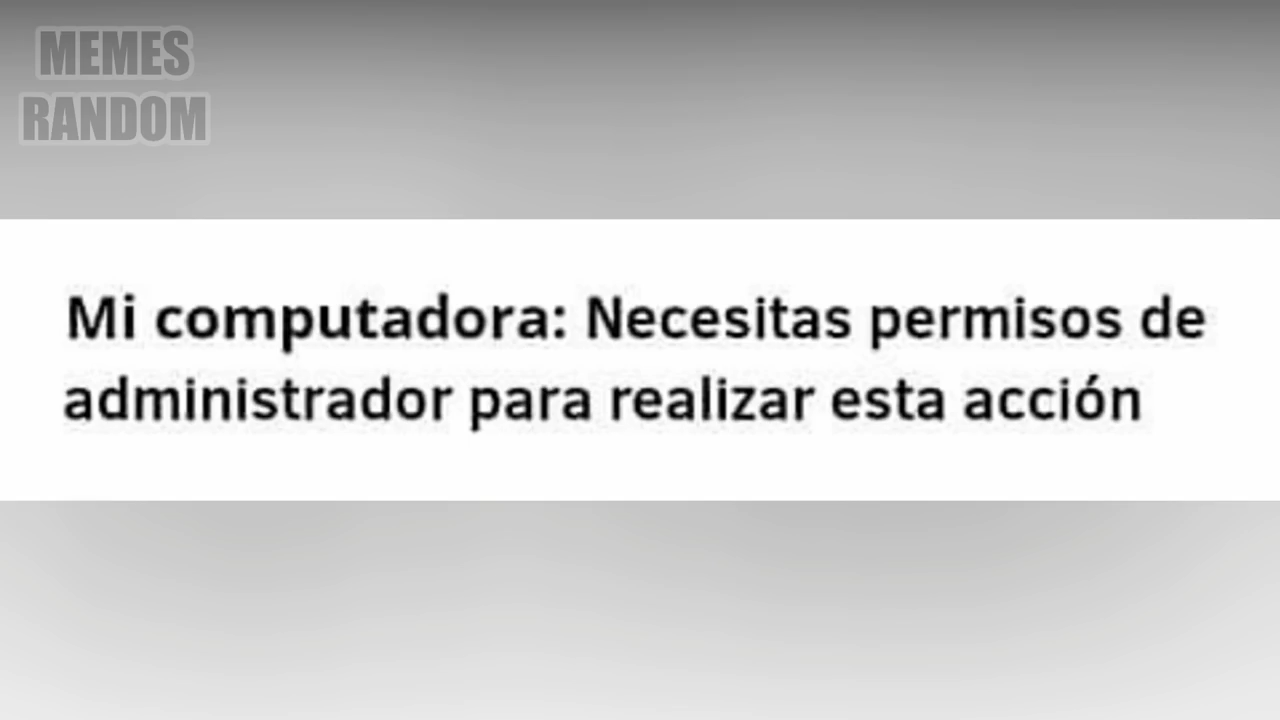 MEMES
RANDOM
Mi computadora: Necesitas permisos de
administrador para realizar esta acción